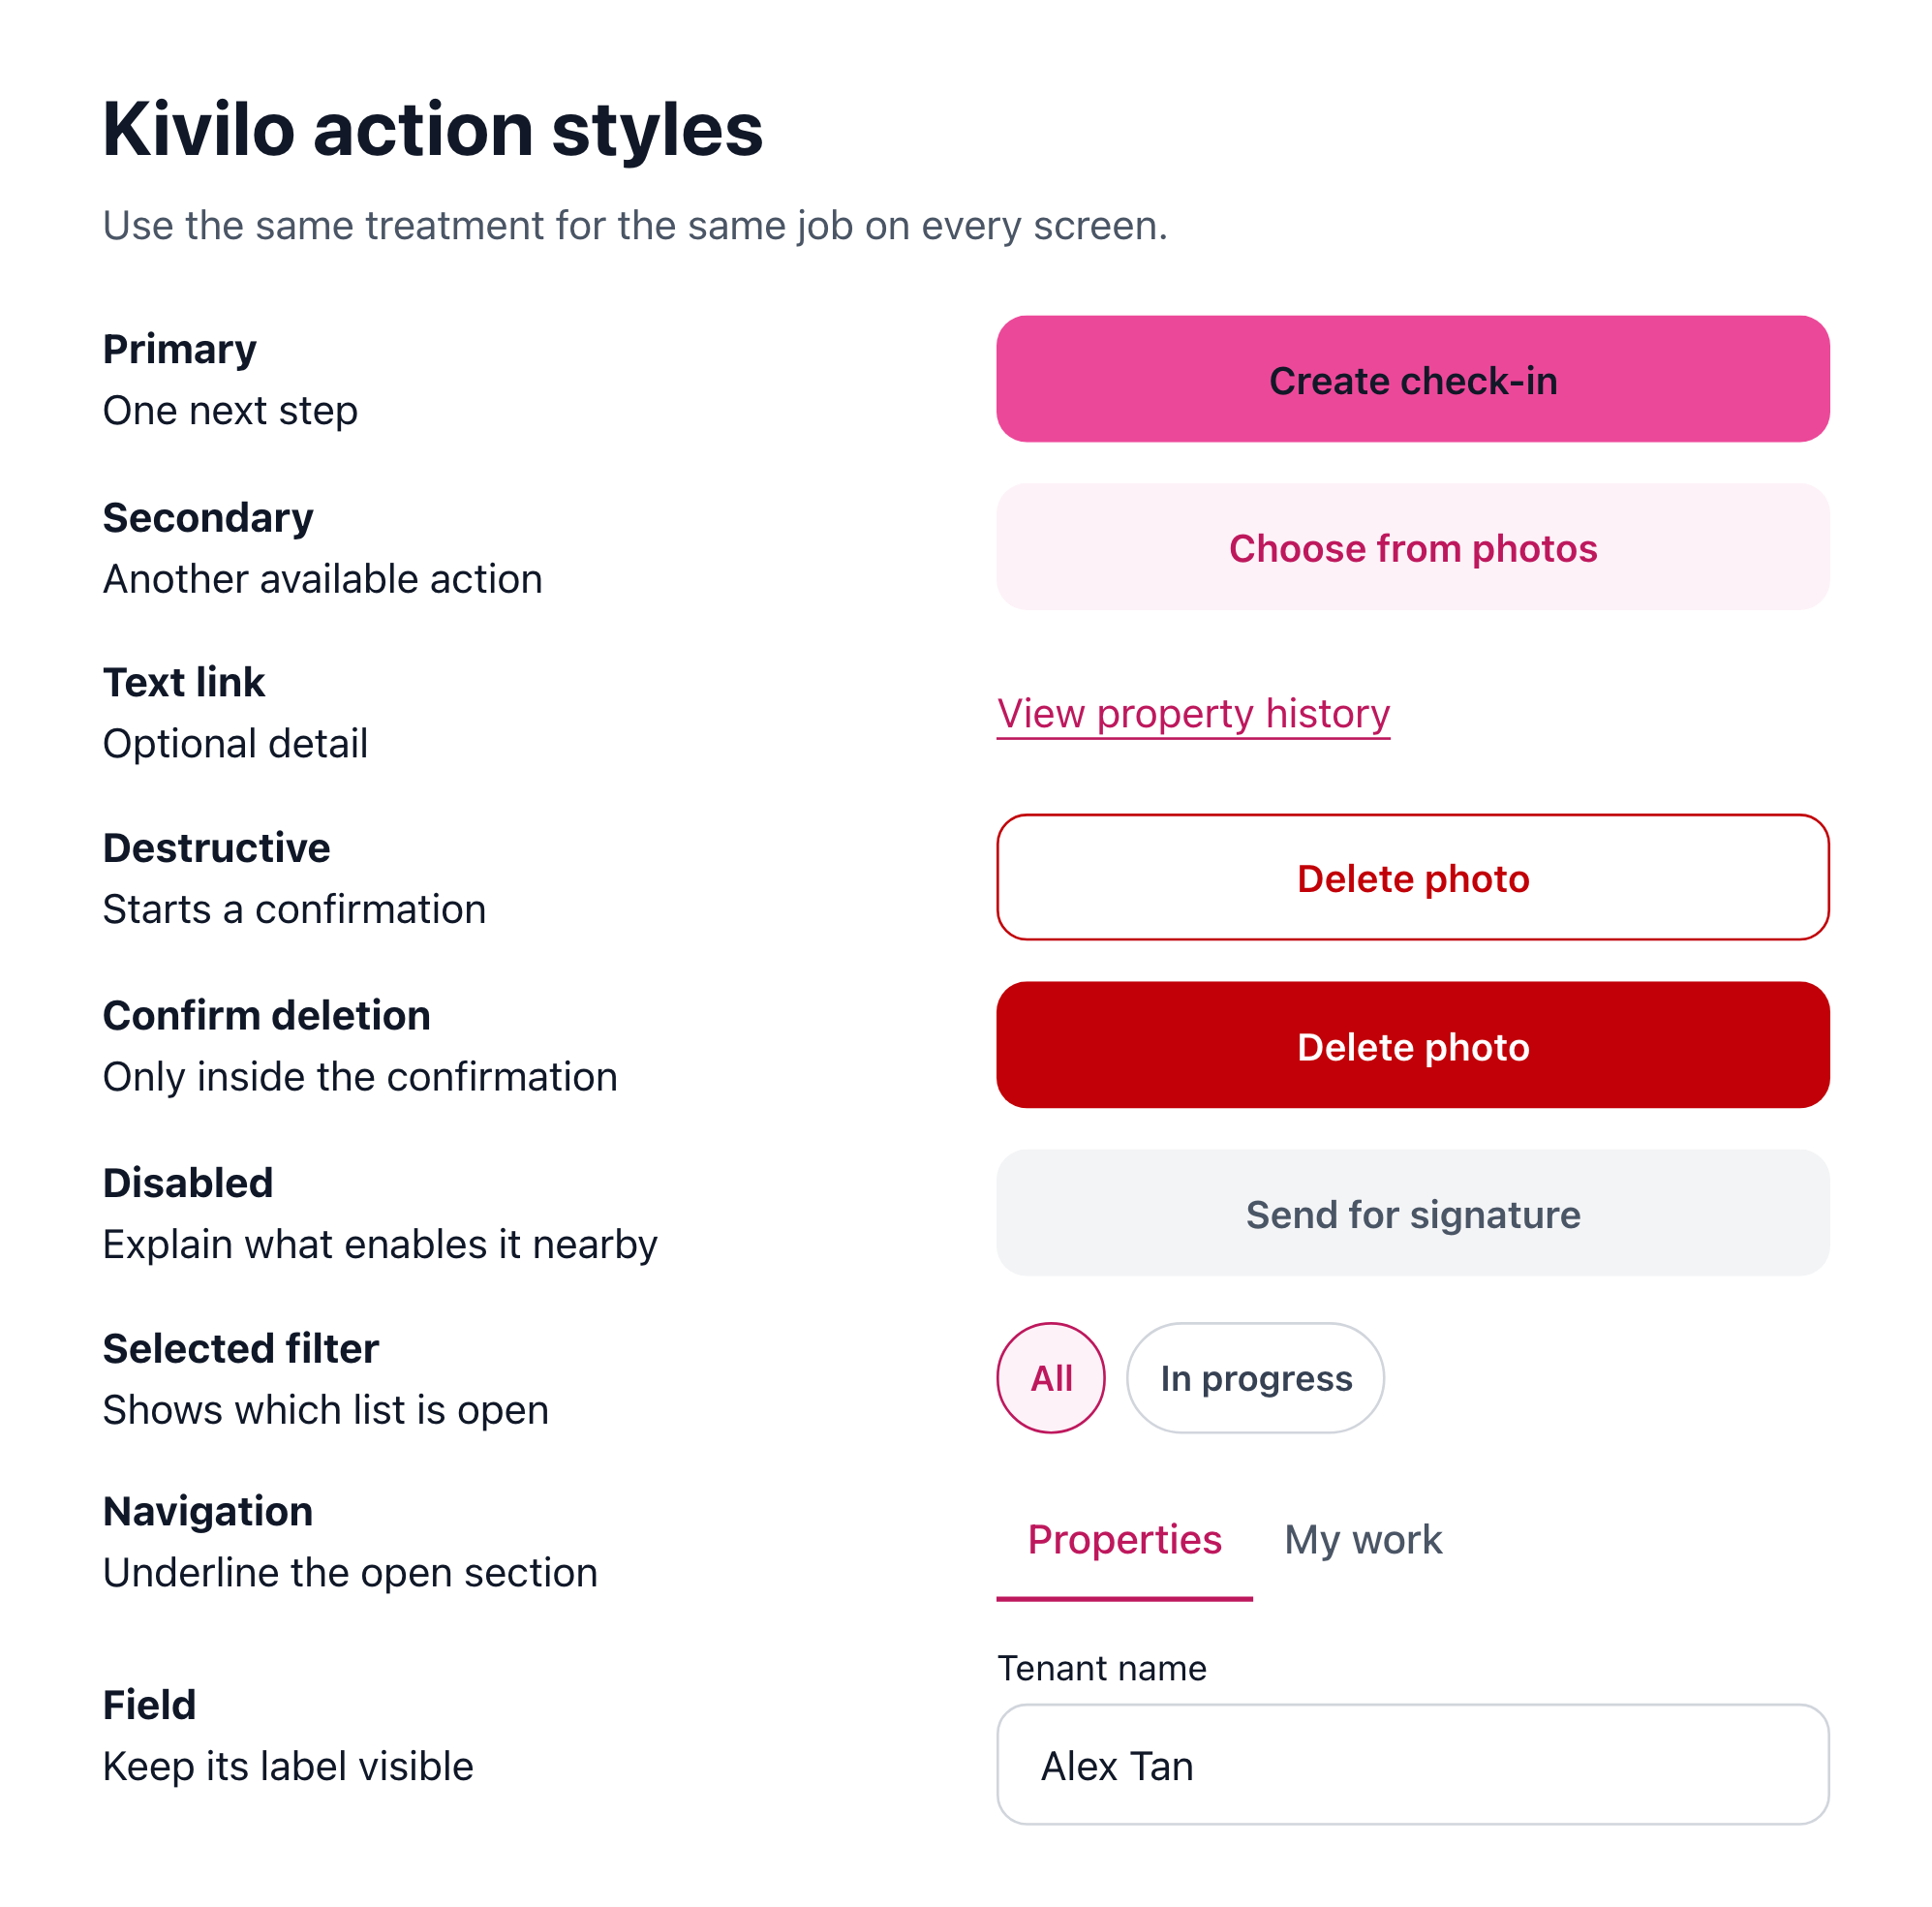 Kivilo action styles
Use the same treatment for the same job on every screen.
Primary
One next step
Create check-in
Secondary
Another available action
Choose from photos
Text link
Optional detail
View property history
Destructive
Starts a confirmation
Delete photo
Confirm deletion
Only inside the confirmation
Delete photo
Disabled
Explain what enables it nearby
Send for signature
Selected filter
Shows which list is open
All
In progress
Navigation
Underline the open section
Properties
My work
Field
Keep its label visible
Tenant name
Alex Tan